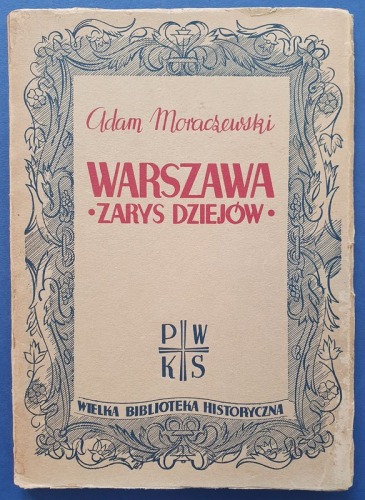 Adam Moraczewski
WARSZAWA
• ZARYS DZIEJÓW •
P W
K S
WIELKA BIBLIOTEKA HISTORYCZNA